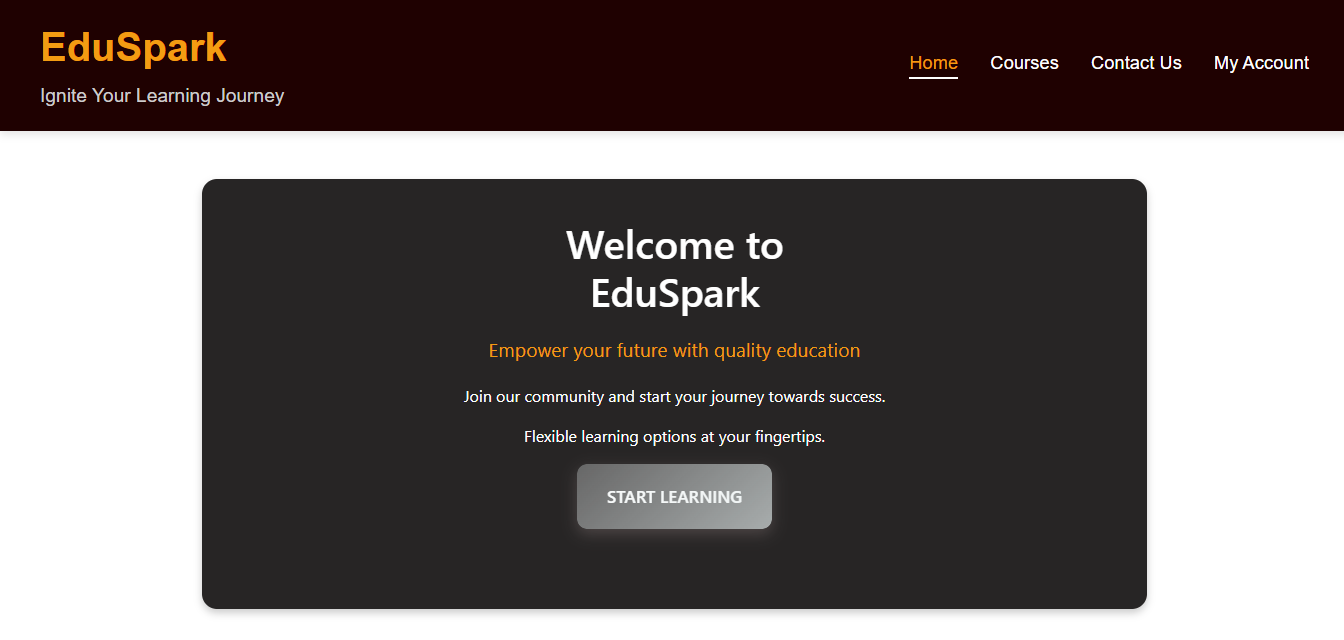 EduSpark
Ignite Your Learning Journey
Home Courses Contact Us My Account
Welcome to
EduSpark
Empower your future with quality education
Join our community and start your journey towards success.
Flexible learning options at your fingertips.
START LEARNING